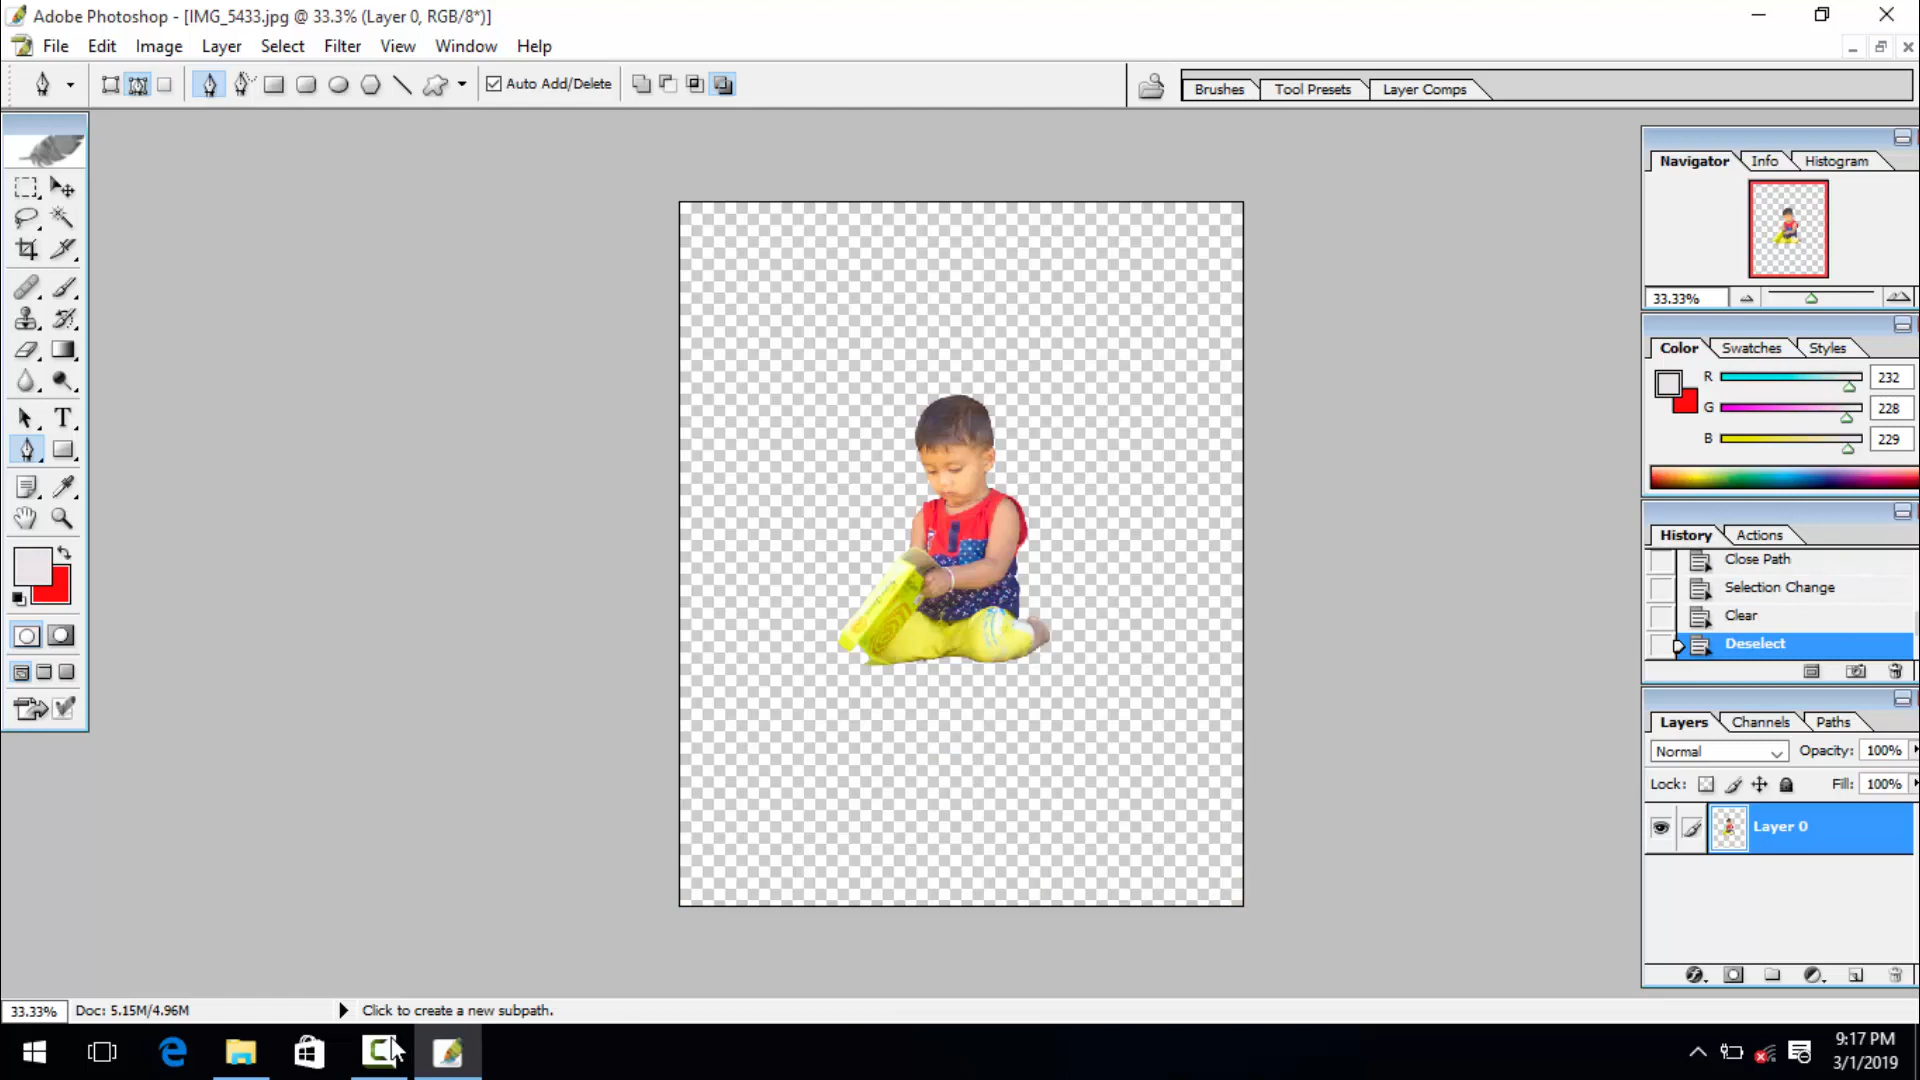 Adobe Photoshop - [IMG_5433.jpg @ 33.3% (Layer 0, RGB/8*)]
File Edit Image Layer Select Filter View Window Help
Auto Add/Delete
Brushes Tool Presets Layer Comps
Navigator Info Histogram
33.33%
Color Swatches Styles
R 232
G 228
B 229
History Actions
Close Path
Selection Change
Clear
Deselect
Layers Channels Paths
Normal Opacity: 100%
Lock: Fill: 100%
Layer 0
T
33.33% Doc: 5.15M/4.96M Click to create a new subpath.
9:17 PM
3/1/2019